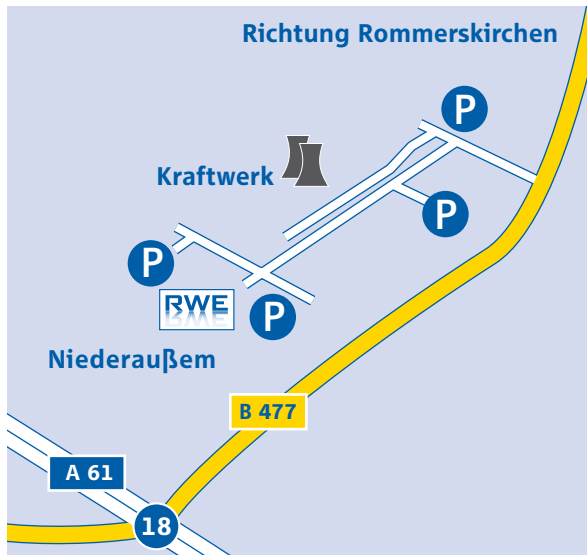 Richtung Rommerskirchen
P
Kraftwerk
P
P
RWE
P
Niederaußem
B 477
A 61
18